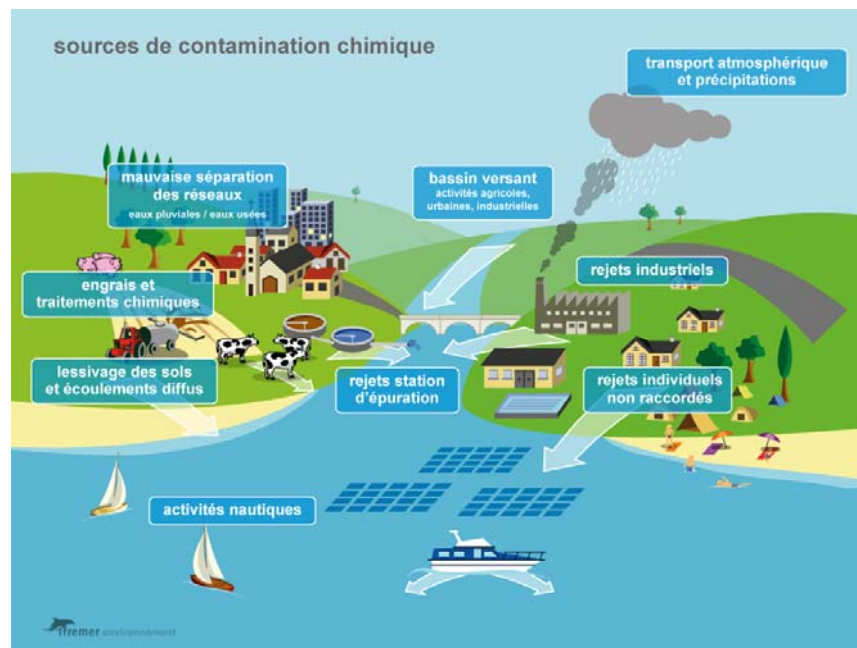 sources de contamination chimique
transport atmosphérique
et précipitations
mauvaise séparation
des réseaux
eaux pluviales / eaux usées
bassin versant
activités agricoles,
urbaines, industrielles
engrais et
traitements chimiques
rejets industriels
lessivage des sols
et écoulements diffus
rejets station
d'épuration
rejets individuels
non raccordés
activités nautiques
ifremer environnement